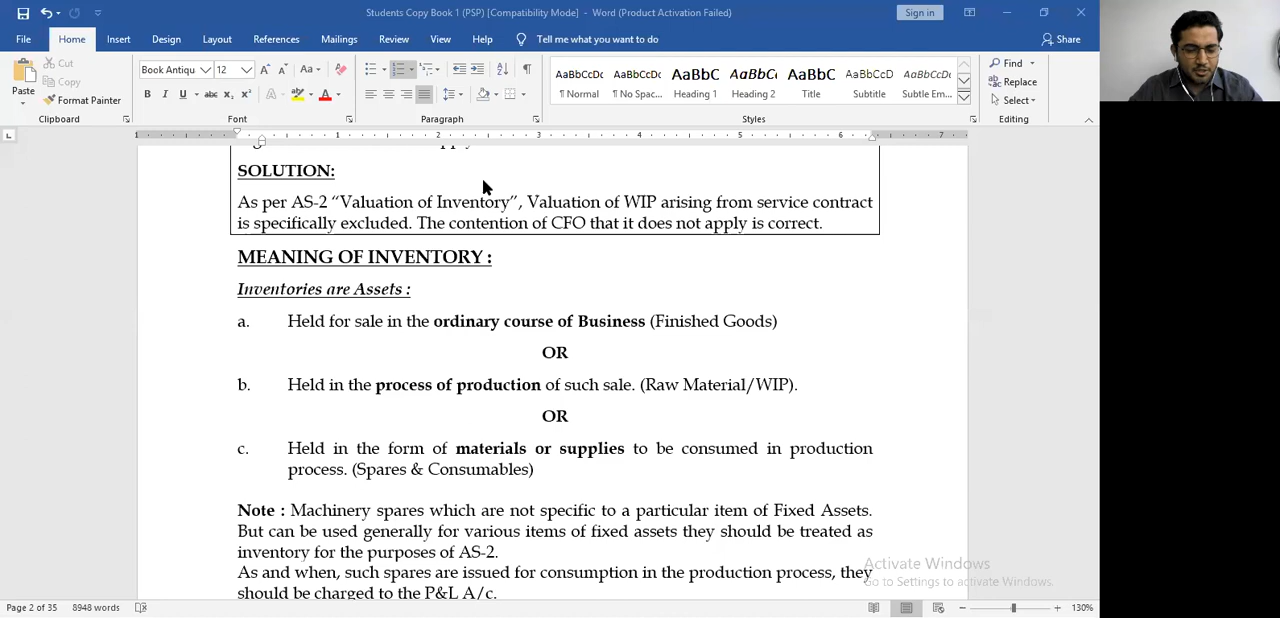 Students Copy Book 1 (PSP) [Compatibility Mode] - Word (Product Activation Failed)
Sign in
File Home Insert Design Layout References Mailings Review View Help Tell me what you want to do
Share
Paste
Cut
Copy
Format Painter
Clipboard
Book Antiqu 12
Font
Paragraph
AaBbCcDc AaBbCcDc AaBbC AaBbCc AaBbC AaBbCcD AaBbCcDc
¶ Normal ¶ No Spac... Heading 1 Heading 2 Title Subtitle Subtle Em...
Styles
Find
Replace
Select
Editing
SOLUTION:
As per AS-2 “Valuation of Inventory”, Valuation of WIP arising from service contract
is specifically excluded. The contention of CFO that it does not apply is correct.
MEANING OF INVENTORY :
Inventories are Assets :
a. Held for sale in the ordinary course of Business (Finished Goods)
OR
b. Held in the process of production of such sale. (Raw Material/WIP).
OR
c. Held in the form of materials or supplies to be consumed in production
process. (Spares & Consumables)
Note : Machinery spares which are not specific to a particular item of Fixed Assets.
But can be used generally for various items of fixed assets they should be treated as
inventory for the purposes of AS-2.
As and when, such spares are issued for consumption in the production process, they
should be charged to the P&L A/c.
Activate Windows
Go to Settings to activate Windows.
Page 2 of 35 8948 words
130%